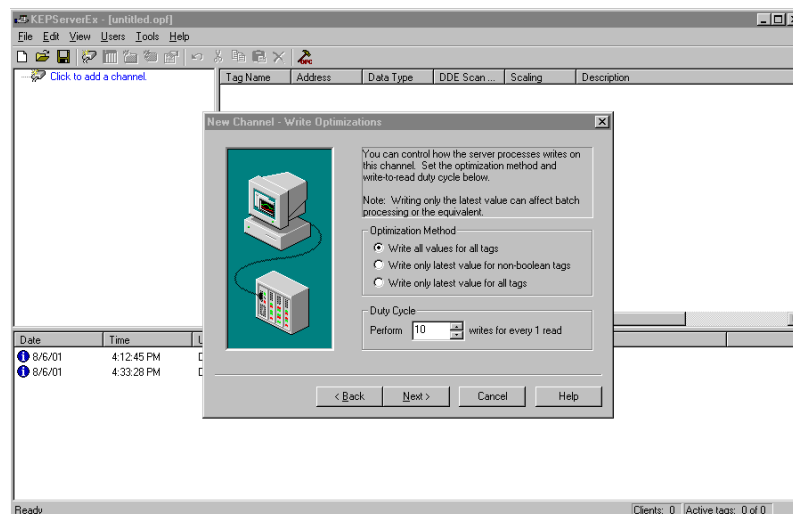 KEPServerEx - [untitled.opf]
File Edit View Users Tools Help
Click to add a channel.
Tag Name Address Data Type DDE Scan ... Scaling Description
New Channel - Write Optimizations
You can control how the server processes writes on
this channel. Set the optimization method and
write-to-read duty cycle below.
Note: Writing only the latest value can affect batch
processing or the equivalent.
Optimization Method
Write all values for all tags
Write only latest value for non-boolean tags
Write only latest value for all tags
Duty Cycle
Perform 10 writes for every 1 read
< Back Next > Cancel Help
Date Time
8/6/01 4:12:45 PM
8/6/01 4:33:28 PM
Ready Clients: 0 Active tags: 0 of 0